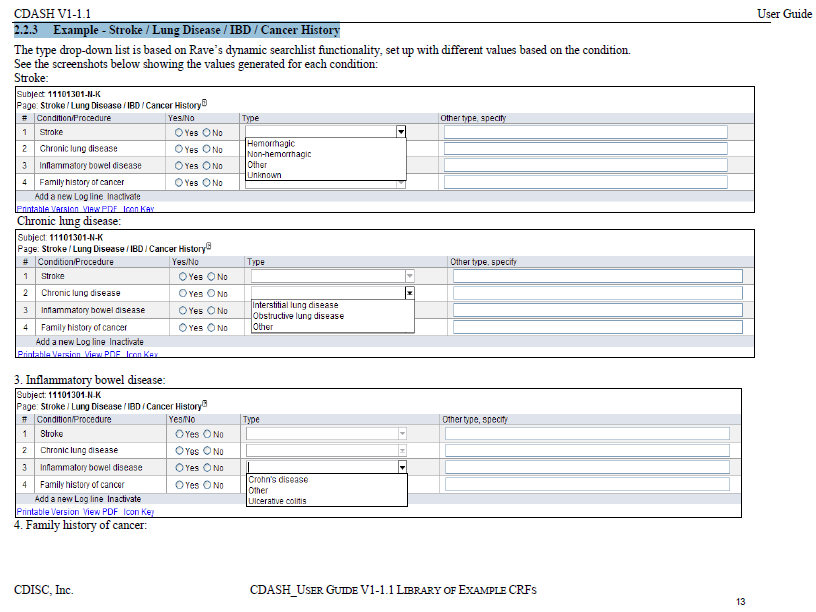 CDASH V1-1.1 User Guide
2.2.3 Example - Stroke / Lung Disease / IBD / Cancer History
The type drop-down list is based on Rave's dynamic searchlist functionality, set up with different values based on the condition.
See the screenshots below showing the values generated for each condition:
Stroke:
Subject: 11101301-N-K
Page: Stroke / Lung Disease / IBD / Cancer History
# Condition/Procedure Yes/No Type Other type, specify
1 Stroke Yes No
Hemorrhagic
2 Chronic lung disease Yes No
Non-hemorrhagic
3 Inflammatory bowel disease Yes No Other
Unknown
4 Family history of cancer Yes No
Add a new Log line Inactivate
Printable Version View PDF Icon Key
Chronic lung disease:
Subject: 11101301-N-K
Page: Stroke / Lung Disease / IBD / Cancer History
# Condition/Procedure Yes/No Type Other type, specify
1 Stroke Yes No
2 Chronic lung disease Yes No
Interstitial lung disease
3 Inflammatory bowel disease Yes No
Obstructive lung disease
4 Family history of cancer Yes No Other
Add a new Log line Inactivate
Printable Version View PDF Icon Key
3. Inflammatory bowel disease:
Subject: 11101301-N-K
Page: Stroke / Lung Disease / IBD / Cancer History
# Condition/Procedure Yes/No Type Other type, specify
1 Stroke Yes No
2 Chronic lung disease Yes No
3 Inflammatory bowel disease Yes No
Crohn's disease
4 Family history of cancer Yes No
Other
Add a new Log line Inactivate Ulcerative colitis
Printable Version View PDF Icon Key
4. Family history of cancer:
CDISC, Inc. CDASH_USER GUIDE V1-1.1 LIBRARY OF EXAMPLE CRFS
13